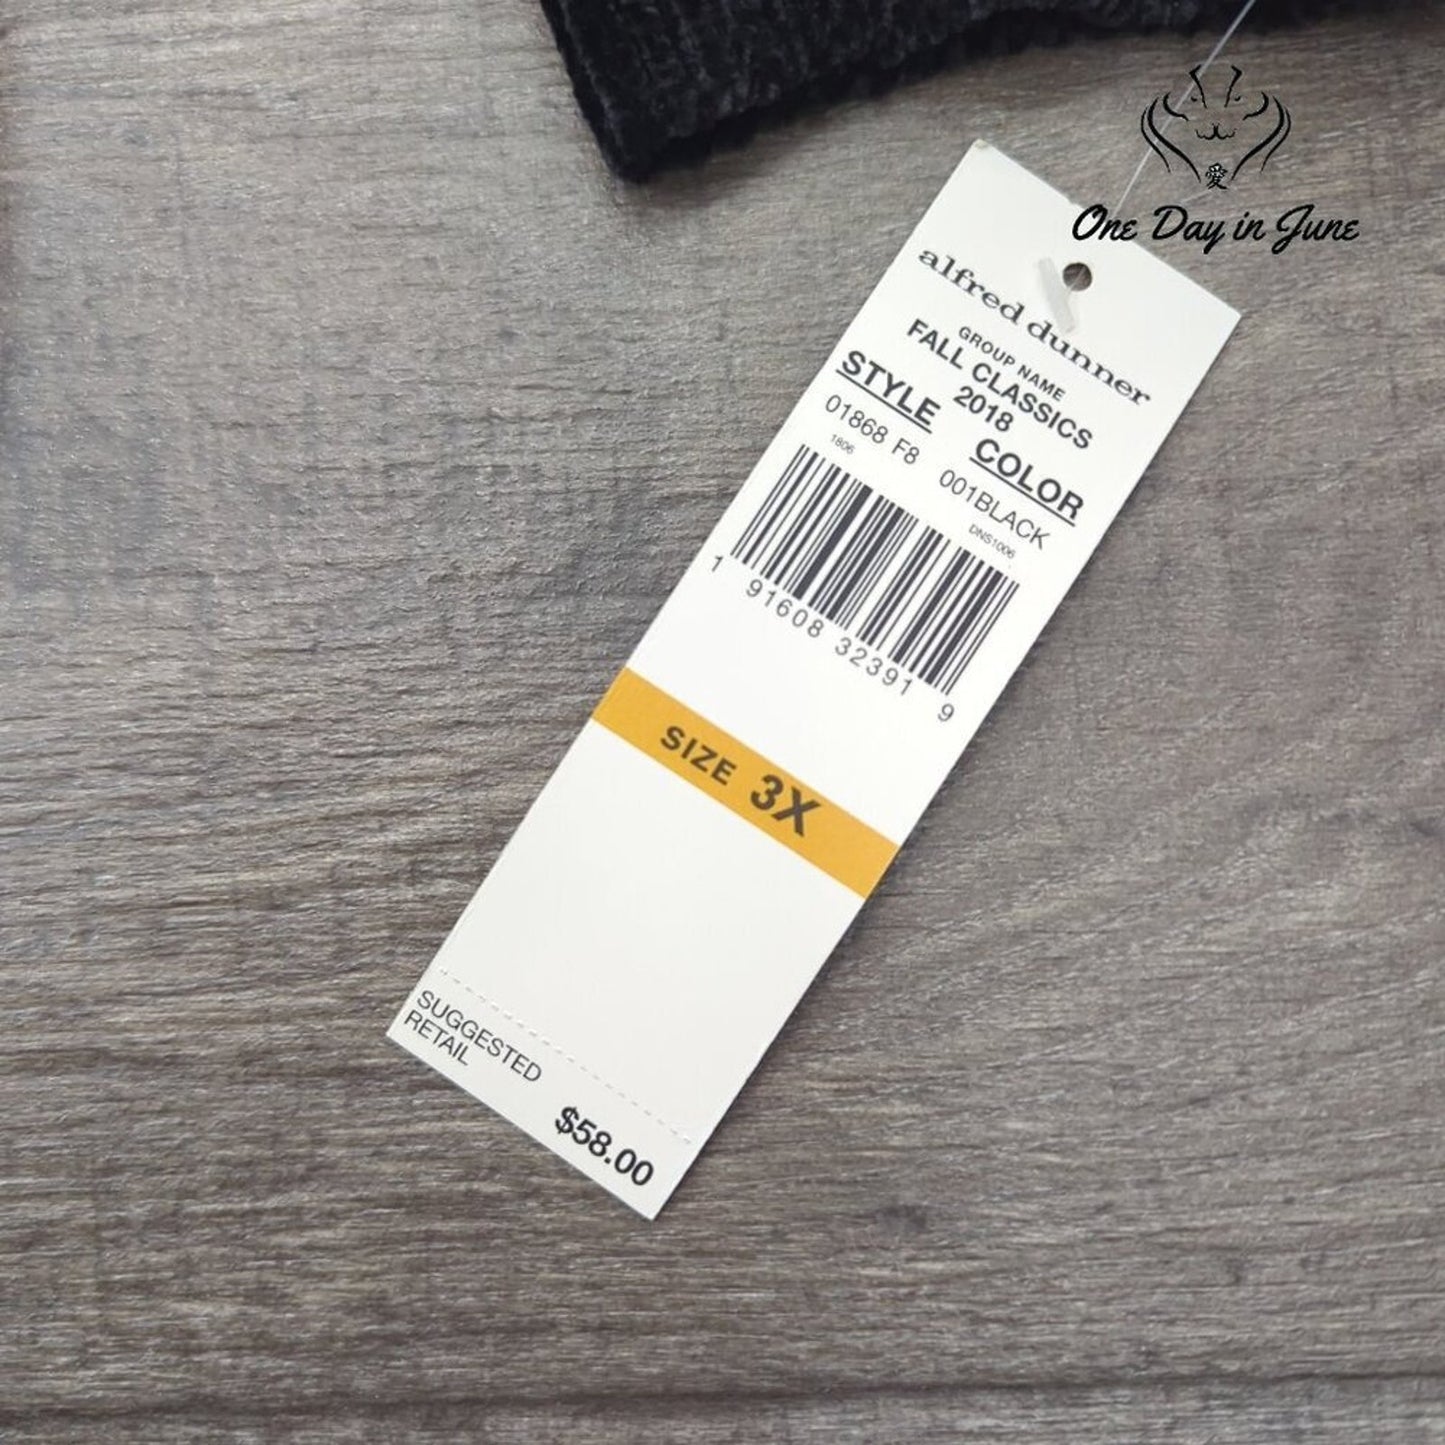 愛
One Day in June
alfred dunner
GROUP NAME
FALL CLASSICS
2018
STYLE
01868 F8
1806
COLOR
001BLACK
DNS1006
1 91608 32391 9
SIZE 3X
SUGGESTED
RETAIL
$58.00